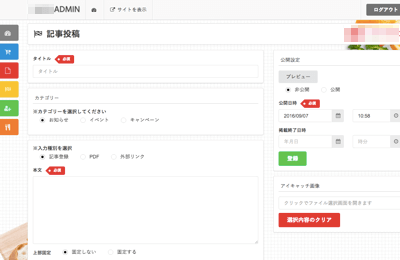 ADMIN
サイトを表示
ログアウト
記事投稿
タイトル 必須
タイトル
カテゴリー
※カテゴリーを選択してください
お知らせ イベント キャンペーン
※入力種別を選択
記事登録 PDF 外部リンク
本文 必須
上部固定 固定しない 固定する
公開設定
プレビュー
非公開 公開
公開日時 必須
2016/09/07 10:58
掲載終了日時
年月日 時分
登録
アイキャッチ画像
クリックでファイル選択画面を開きます
選択内容のクリア